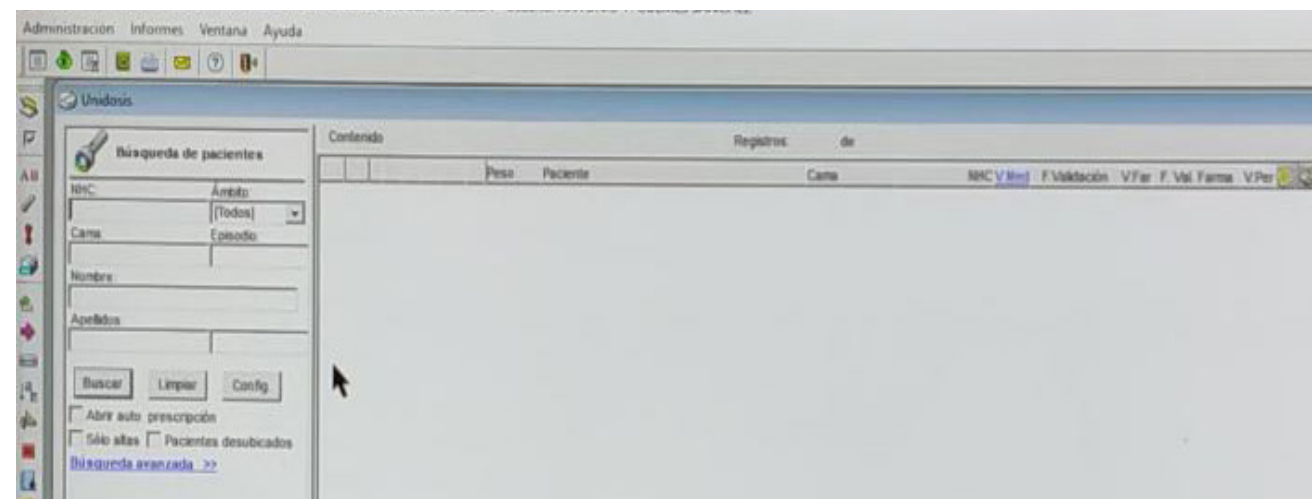 Administración Informes Ventana Ayuda
Unidosis
Búsqueda de pacientes
Contenido Registros: de
Peso Paciente Cama NHC V.Med F.Validación V.Far F. Val. Farma V.Per
NHC: Ámbito:
[Todos]
Cama: Episodio:
Nombre:
Apellidos
Buscar Limpiar Config.
Abrir auto prescripción
Sólo altas Pacientes desubicados
Búsqueda avanzada >>